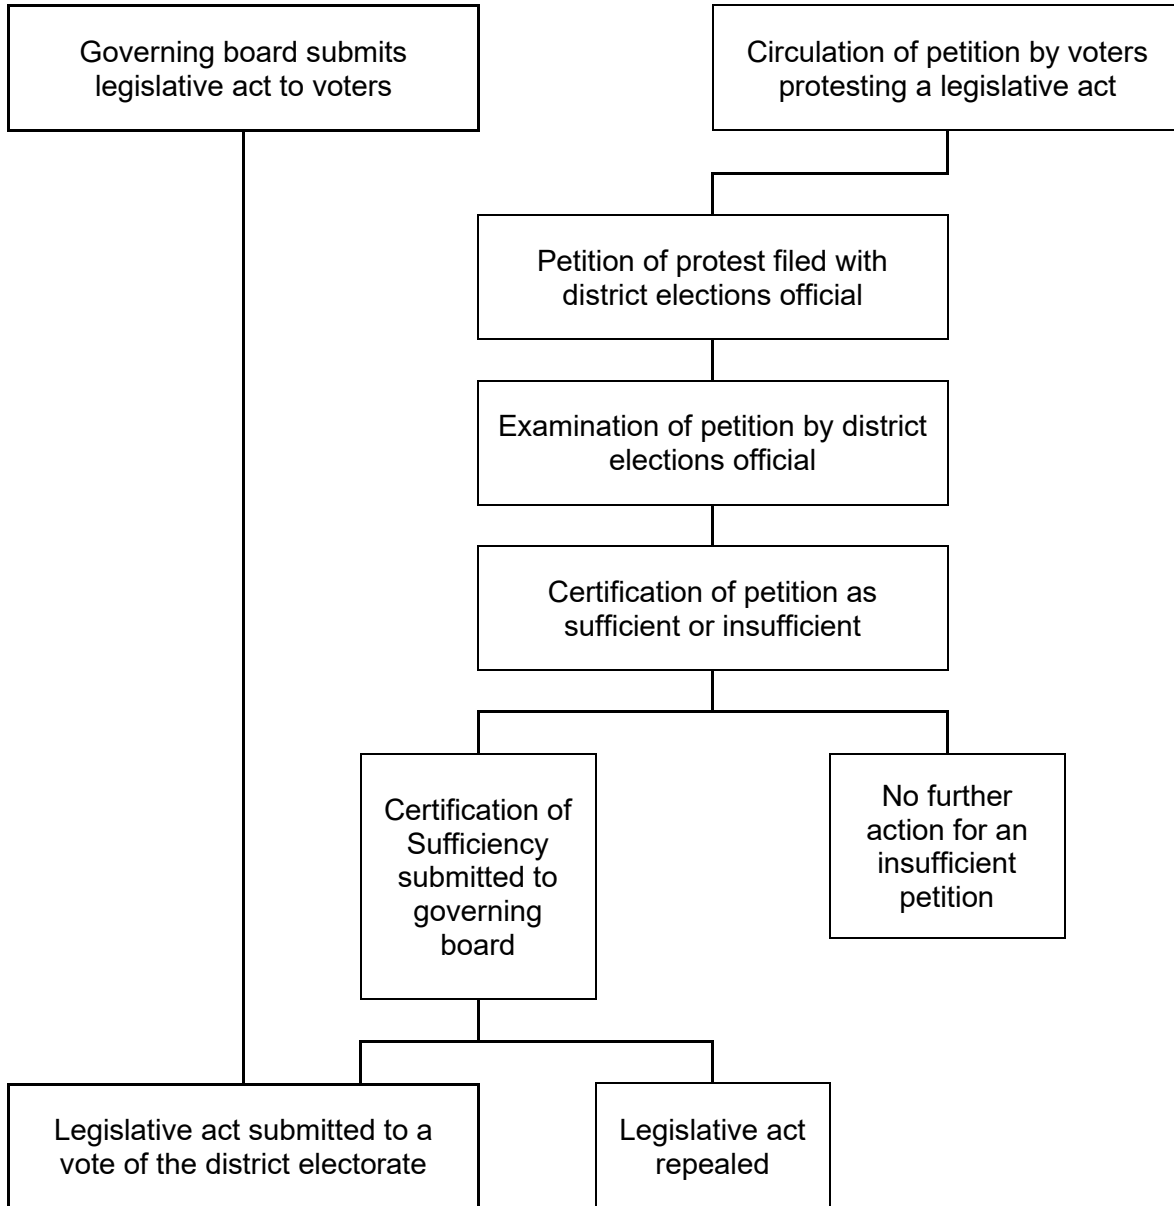 Governing board submits
legislative act to voters
Circulation of petition by voters
protesting a legislative act
Petition of protest filed with
district elections official
Examination of petition by district
elections official
Certification of petition as
sufficient or insufficient
Certification of
Sufficiency
submitted to
governing
board
No further
action for an
insufficient
petition
Legislative act submitted to a
vote of the district electorate
Legislative act
repealed